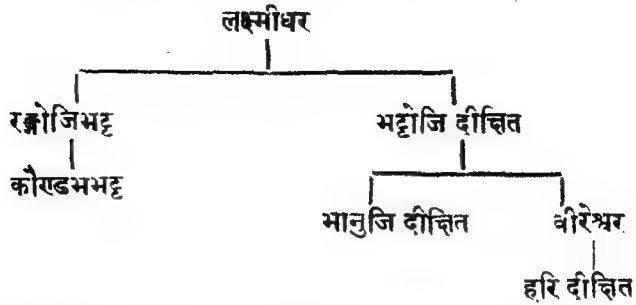 लक्ष्मीधर
रङ्गोजिभट्ट भट्टोजि दीक्षित
कौण्डभभट्ट
भानुजि दीक्षित वीरेश्वर
हरि दीक्षित